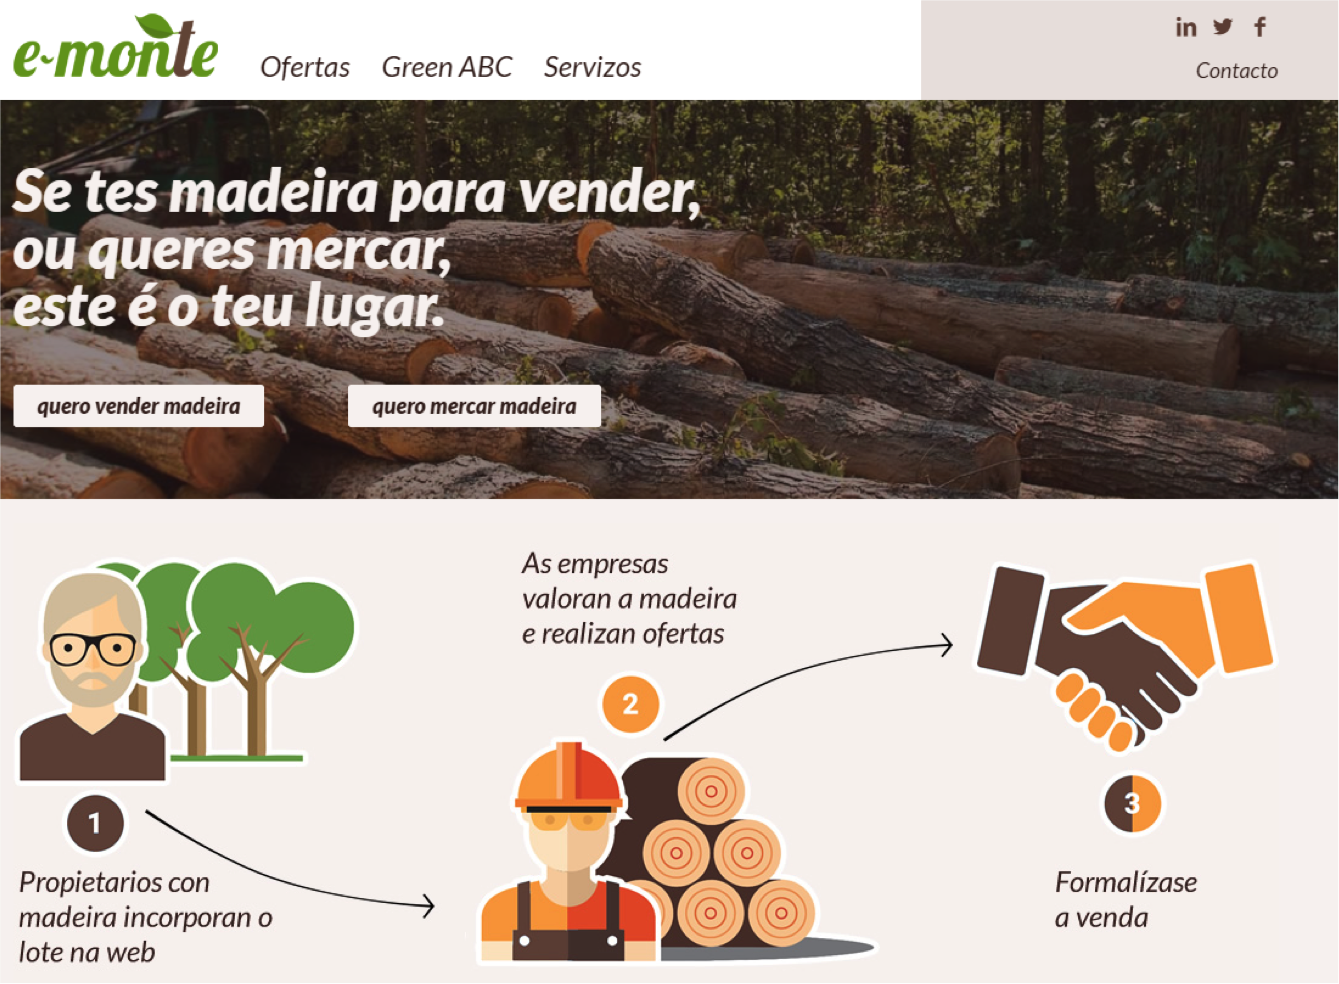 e-monte
Ofertas
Green ABC
Servizos
in
f
Contacto
Se tes madeira para vender,
ou queres mercar,
este é o teu lugar.
quero vender madeira
quero mercar madeira
1
Propietarios con
madeira incorporan o
lote na web
As empresas
valoran a madeira
e realizan ofertas
2
3
Formalízase
a venda